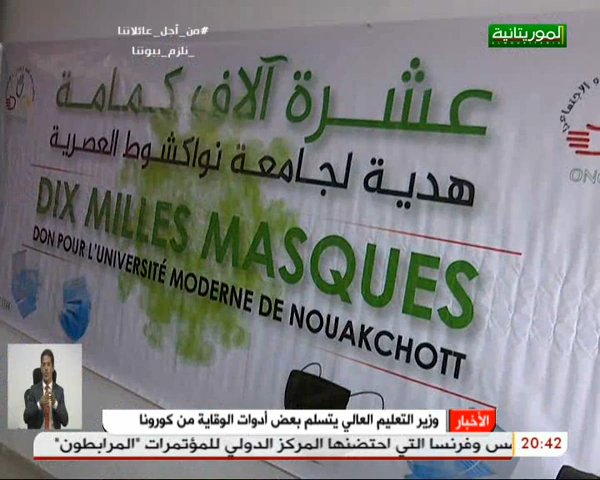 #من_أجل_عائلاتنا
_نلزم_بيوتنا
الموريتانية
عشرة آلاف كمامة
هدية لجامعة نواكشوط العصرية
DIX MILLES MASQUES
DON POUR L'UNIVERSITÉ MODERNE DE NOUAKCHOTT
الأخبار
وزير التعليم العالي يتسلم بعض أدوات الوقاية من كورونا
20:42
وفرنسا التي احتضنها المركز الدولي للمؤتمرات "المرابطون"